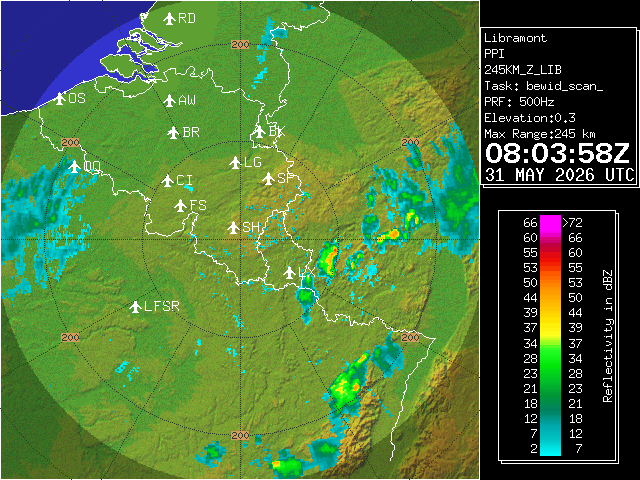 RD
200
OS
AW
BR
BK
200
200
LG
QQ
CI
SP
FS
SH
LX
LFSR
200
200
200
Libramont
PPI
245KM_Z_LIB
Task: bewid_scan_
PRF: 500Hz
Elevation:0.3
Max Range:245 km
08:03:58Z
31 MAY 2026 UTC
66 >72
60 66
55 60
53 55
50 53
44 50
39 44
37 39
34 37
28 34
23 28
21 23
18 21
12 18
7 12
2 7
Reflectivity in dBZ